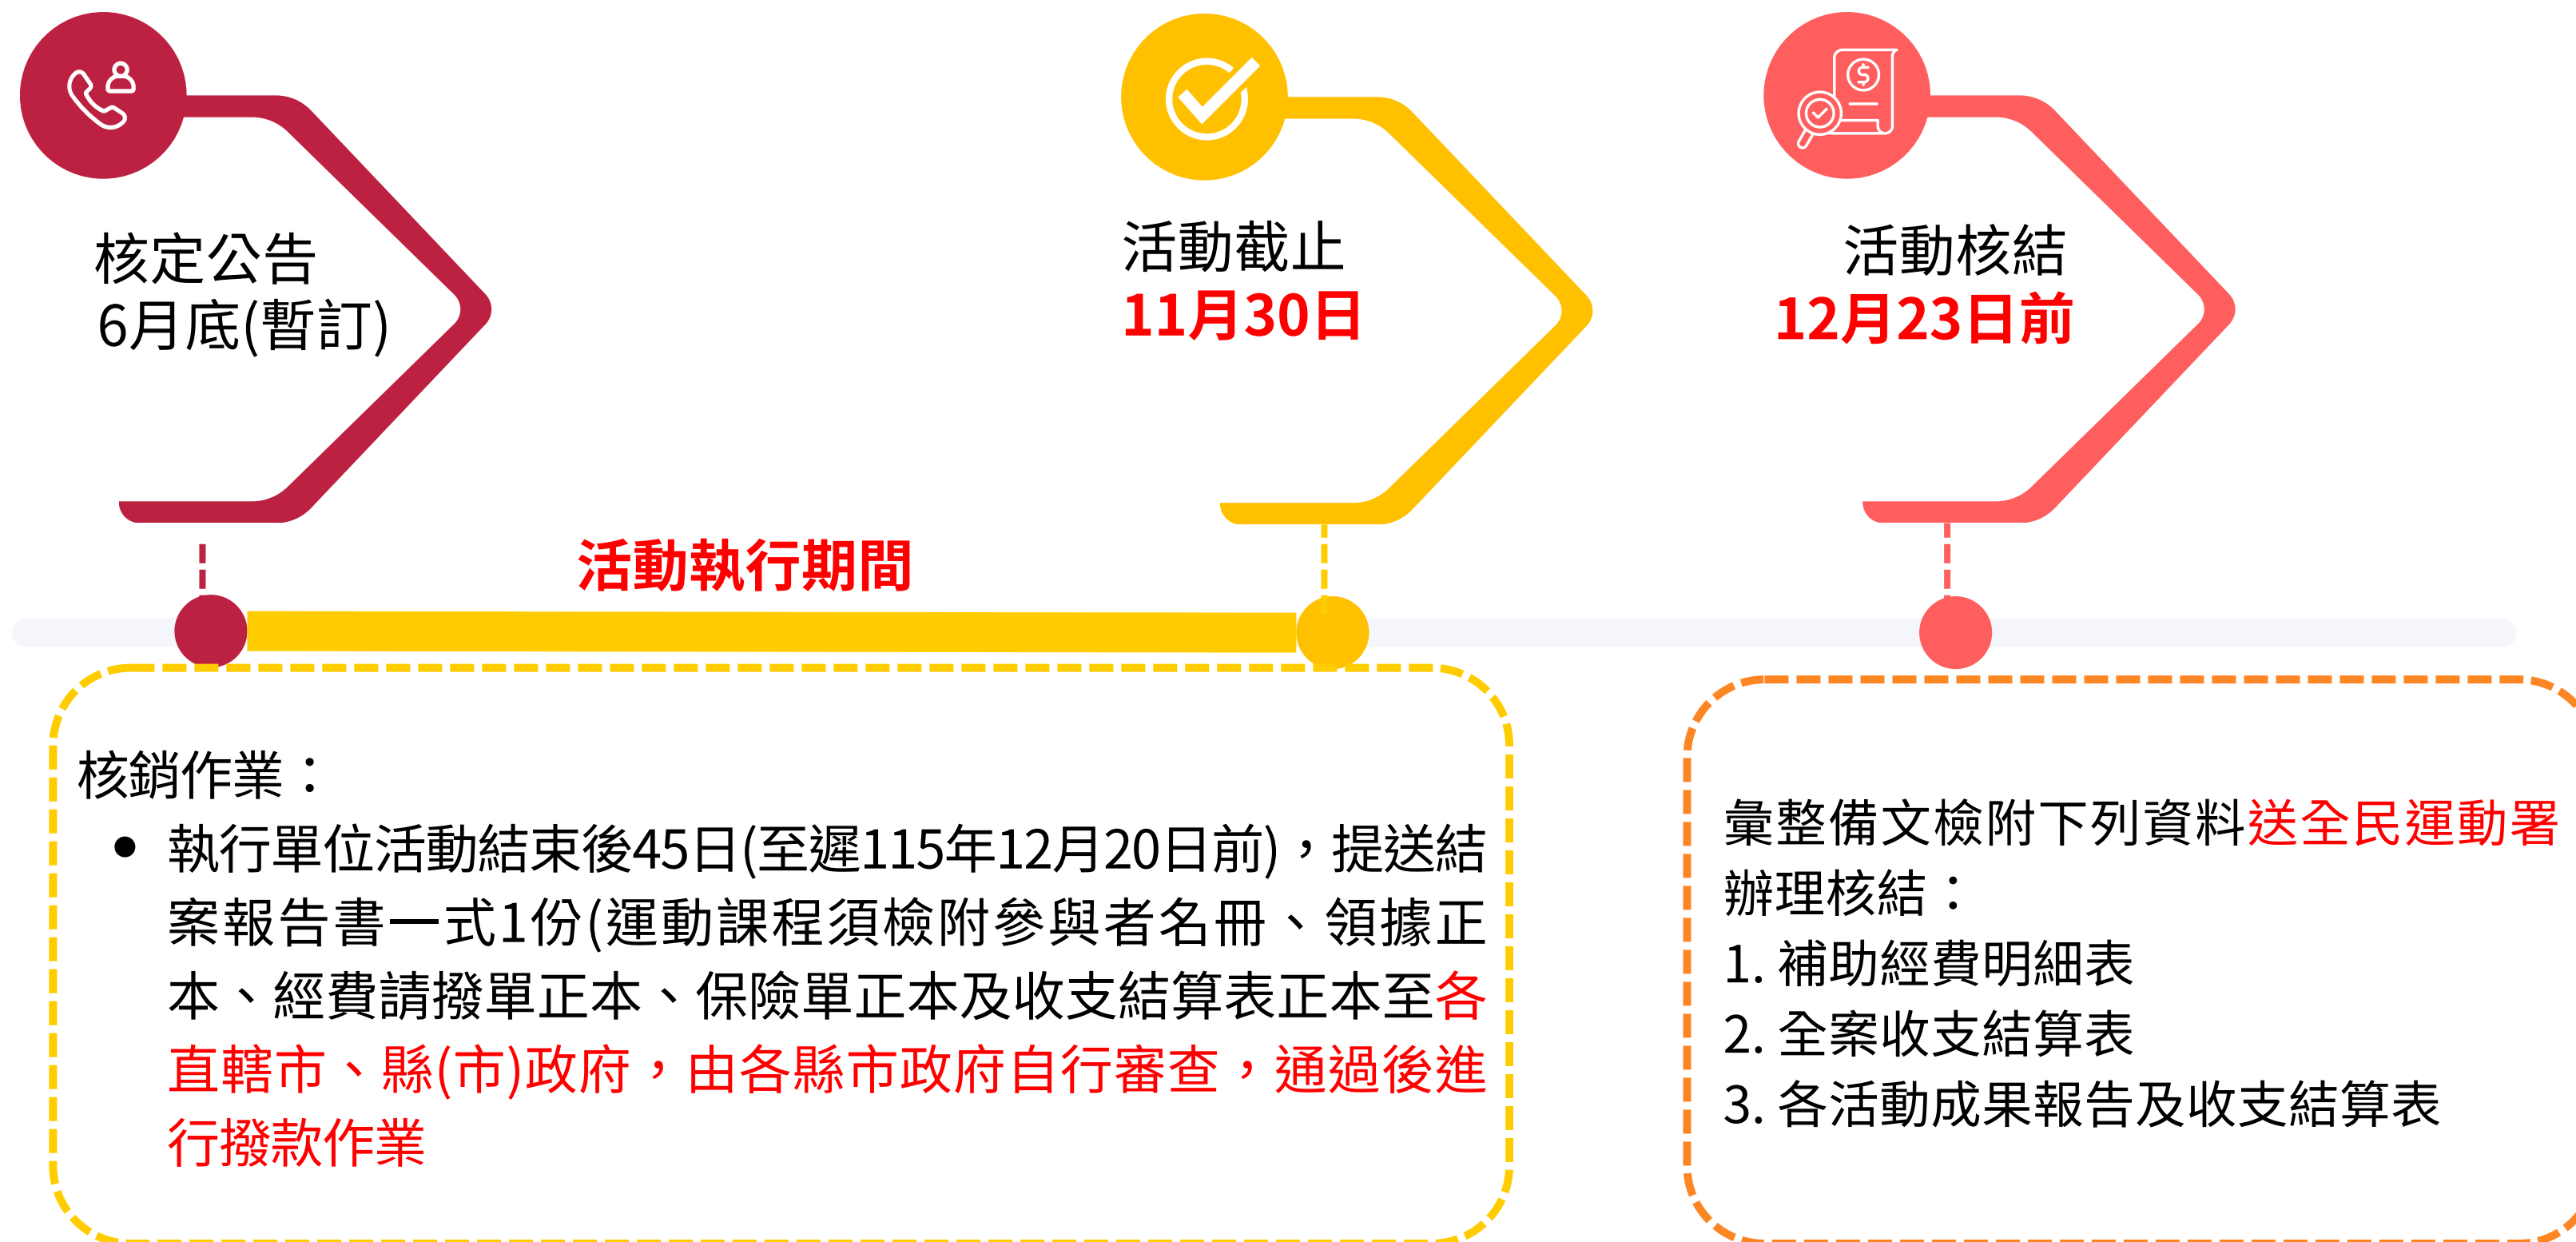 核定公告
6月底(暫訂)
活動截止
11月30日
活動核結
12月23日前
活動執行期間
核銷作業：
• 執行單位活動結束後45日(至遲115年12月20日前)，提送結
案報告書一式1份(運動課程須檢附參與者名冊、領據正
本、經費請撥單正本、保險單正本及收支結算表正本至各
直轄市、縣(市)政府，由各縣市政府自行審查，通過後進
行撥款作業
彙整備文檢附下列資料送全民運動署
辦理核結：
1. 補助經費明細表
2. 全案收支結算表
3. 各活動成果報告及收支結算表